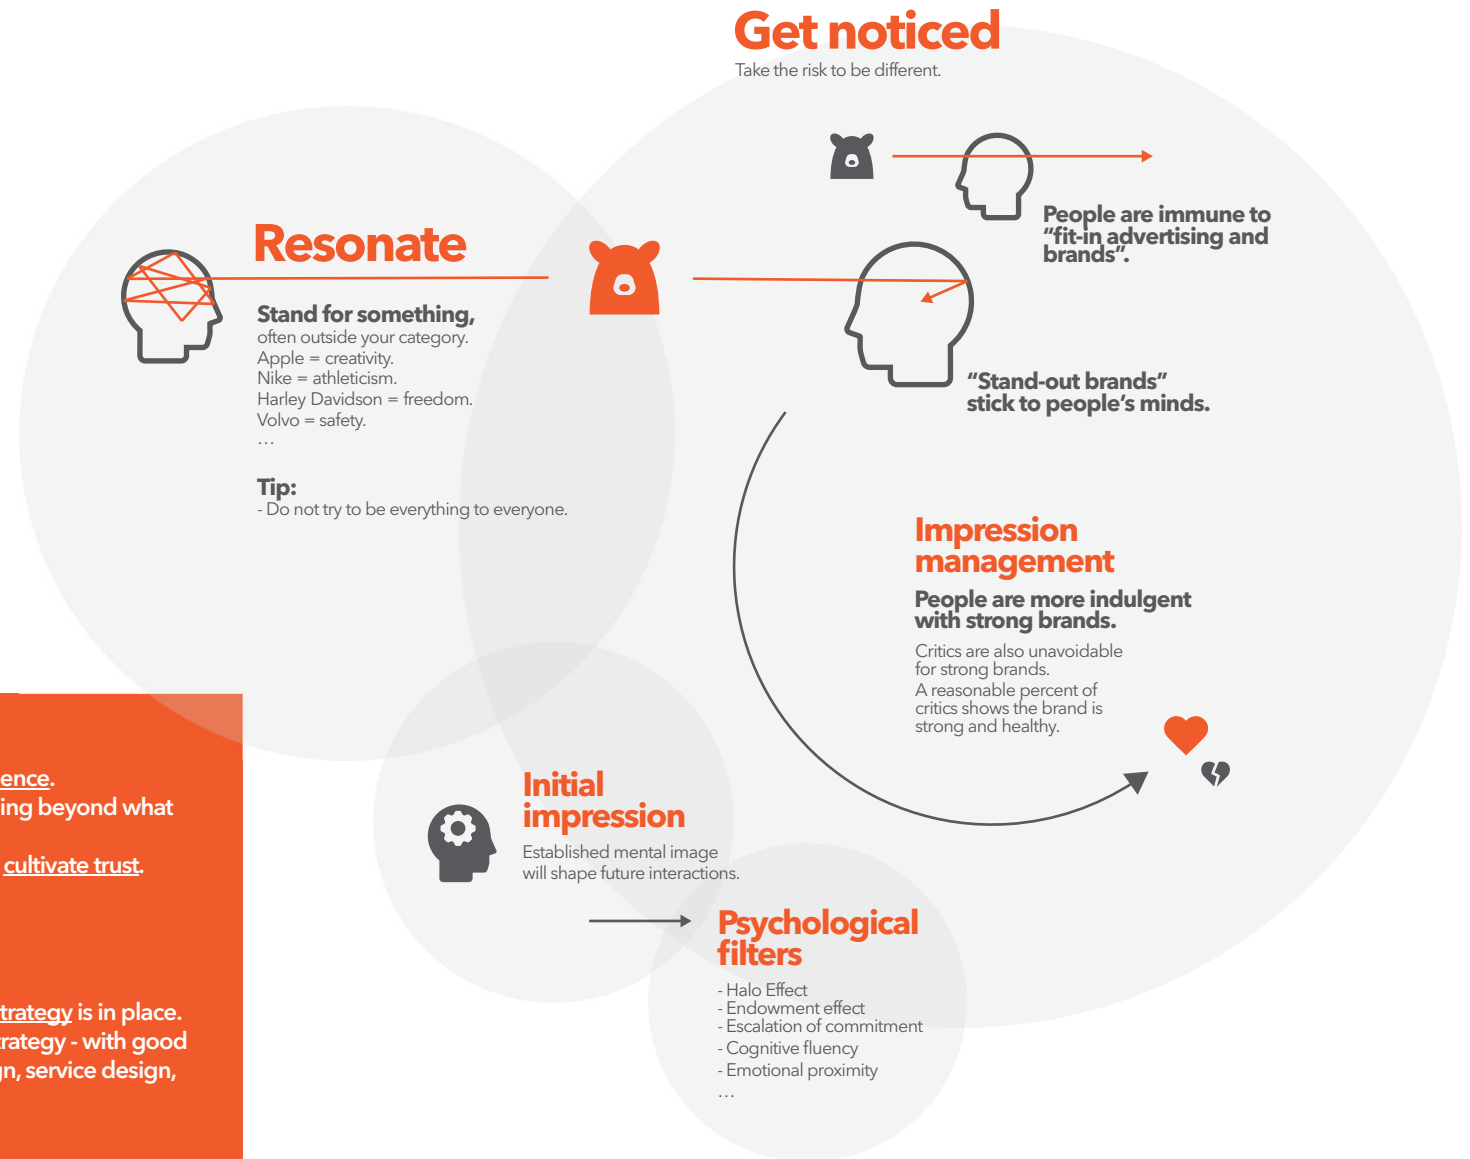 Get noticed
Take the risk to be different.
People are immune to
“fit-in advertising and
brands”.
“Stand-out brands”
stick to people’s minds.
Resonate
Stand for something,
often outside your category.
Apple = creativity.
Nike = athleticism.
Harley Davidson = freedom.
Volvo = safety.
…
Tip:
- Do not try to be everything to everyone.
Impression
management
People are more indulgent
with strong brands.
Critics are also unavoidable
for strong brands.
A reasonable percent of
critics shows the brand is
strong and healthy.
Initial
impression
Established mental image
will shape future interactions.
Psychological
filters
- Halo Effect
- Endowment effect
- Escalation of commitment
- Cognitive fluency
- Emotional proximity
…
ence.
ing beyond what
cultivate trust.
trategy is in place.
trategy - with good
gn, service design,